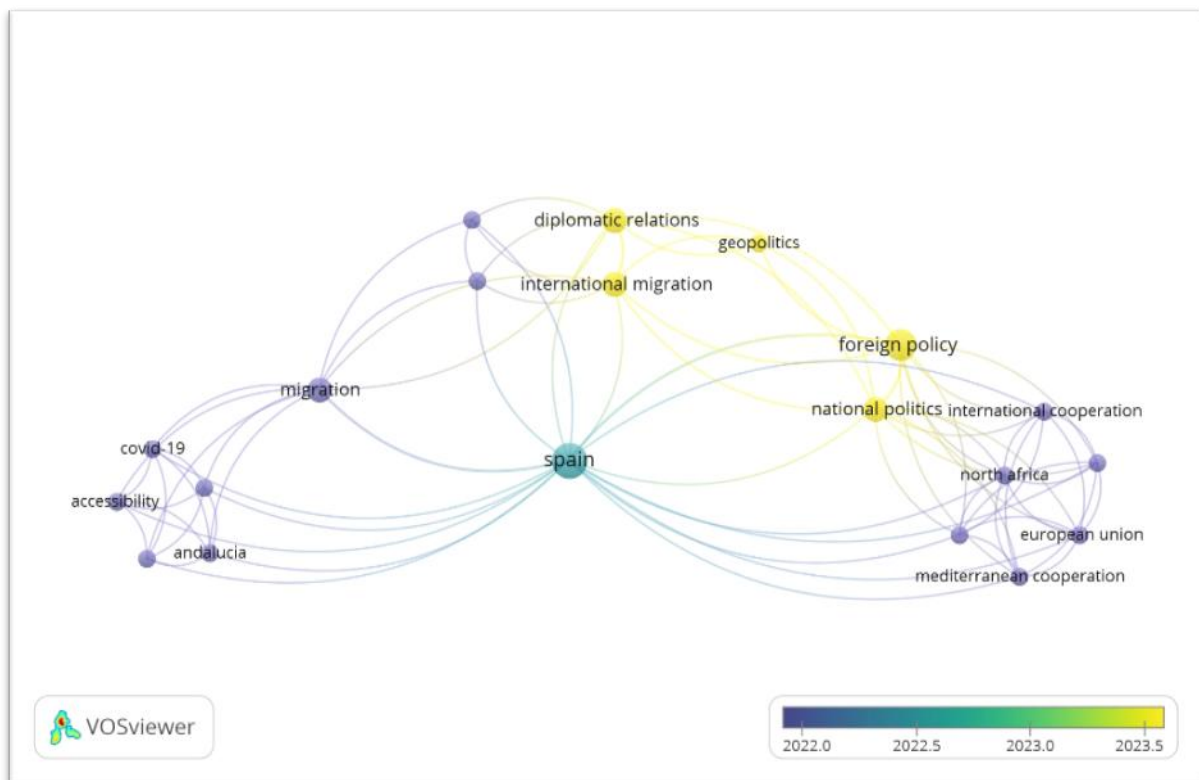 diplomatic relations
geopolitics
international migration
foreign policy
migration
national politics
international cooperation
covid-19
spain
north africa
accessibility
andalucia
european union
mediterranean cooperation
VOSviewer
2022.0 2022.5 2023.0 2023.5